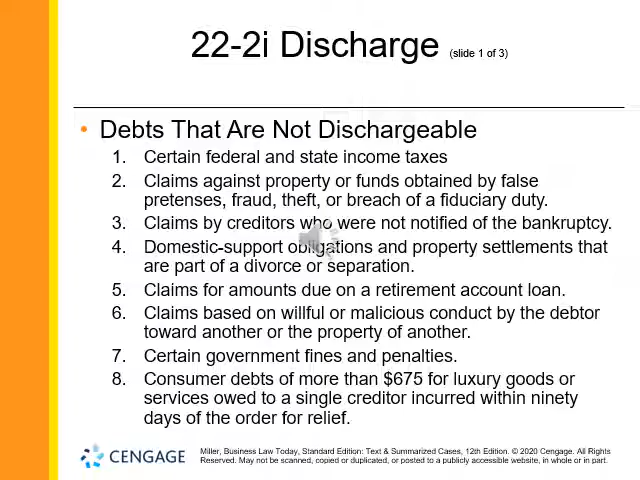 22-2i Discharge (slide 1 of 3)
• Debts That Are Not Dischargeable
1. Certain federal and state income taxes
2. Claims against property or funds obtained by false
pretenses, fraud, theft, or breach of a fiduciary duty.
3. Claims by creditors who were not notified of the bankruptcy.
4. Domestic-support obligations and property settlements that
are part of a divorce or separation.
5. Claims for amounts due on a retirement account loan.
6. Claims based on willful or malicious conduct by the debtor
toward another or the property of another.
7. Certain government fines and penalties.
8. Consumer debts of more than $675 for luxury goods or
services owed to a single creditor incurred within ninety
days of the order for relief.
CENGAGE
Miller, Business Law Today, Standard Edition: Text & Summarized Cases, 12th Edition. © 2020 Cengage. All Rights
Reserved. May not be scanned, copied or duplicated, or posted to a publicly accessible website, in whole or in part.